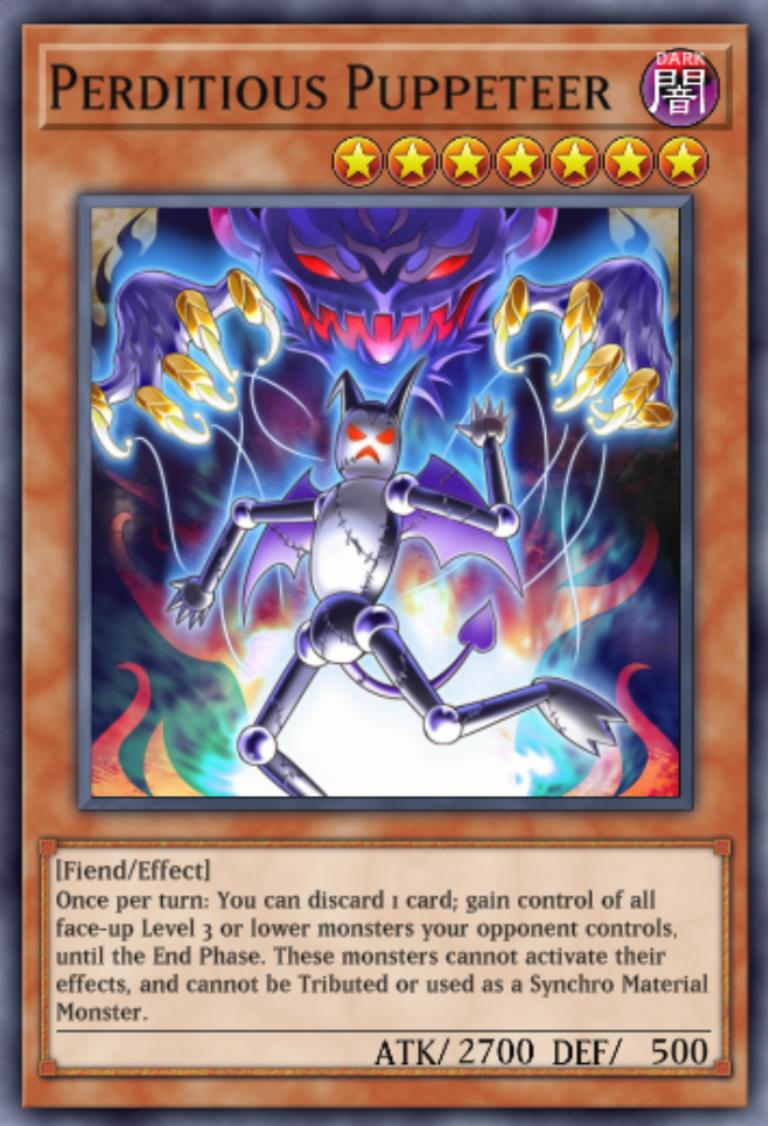 PERDITIOUS PUPPETEER
DARK
闇
[Fiend/Effect]
Once per turn: You can discard 1 card; gain control of all
face-up Level 3 or lower monsters your opponent controls,
until the End Phase. These monsters cannot activate their
effects, and cannot be Tributed or used as a Synchro Material
Monster.
ATK/ 2700 DEF/ 500